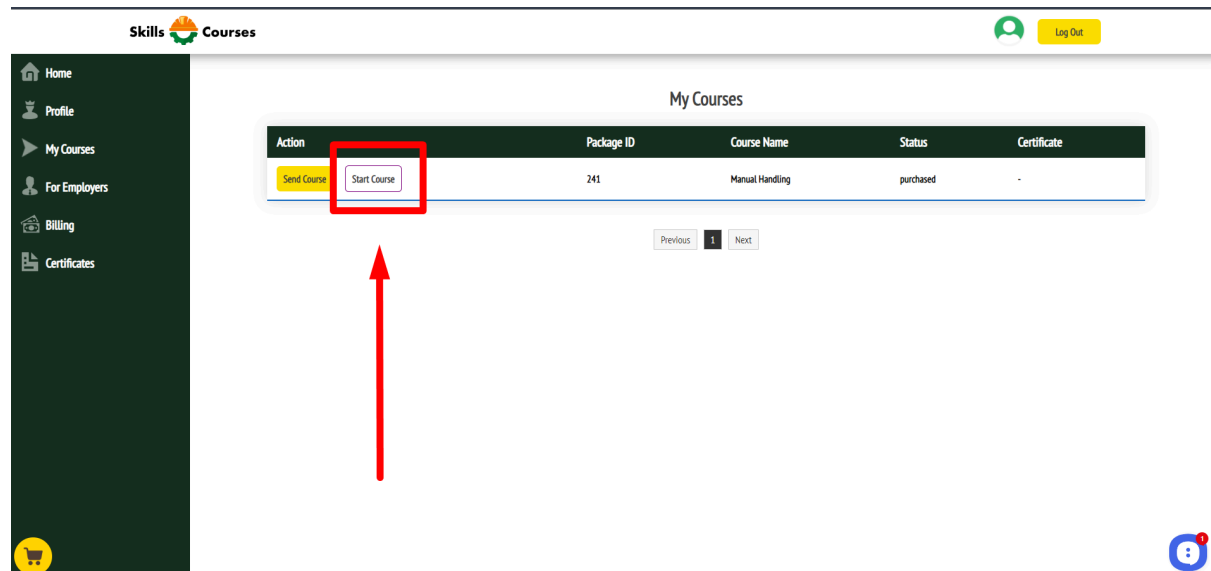 Skills Courses
Log Out
Home
Profile
My Courses
For Employers
Billing
Certificates
My Courses
Action Package ID Course Name Status Certificate
Send Course Start Course 241 Manual Handling purchased -
Previous 1 Next
1